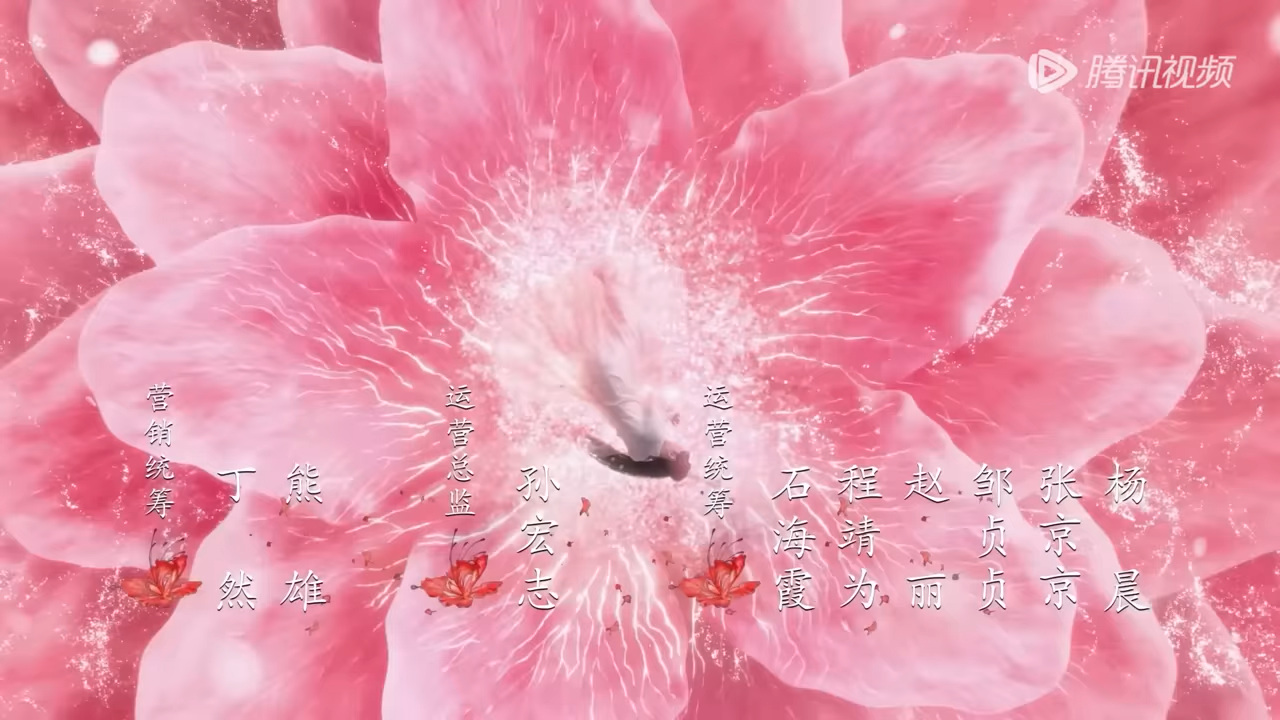 腾讯视频
营销统筹
丁然
熊雄
运营总监
孙宏志
运营统筹
石海霞
程靖为
赵丽
邹贞贞
张京京
杨晨